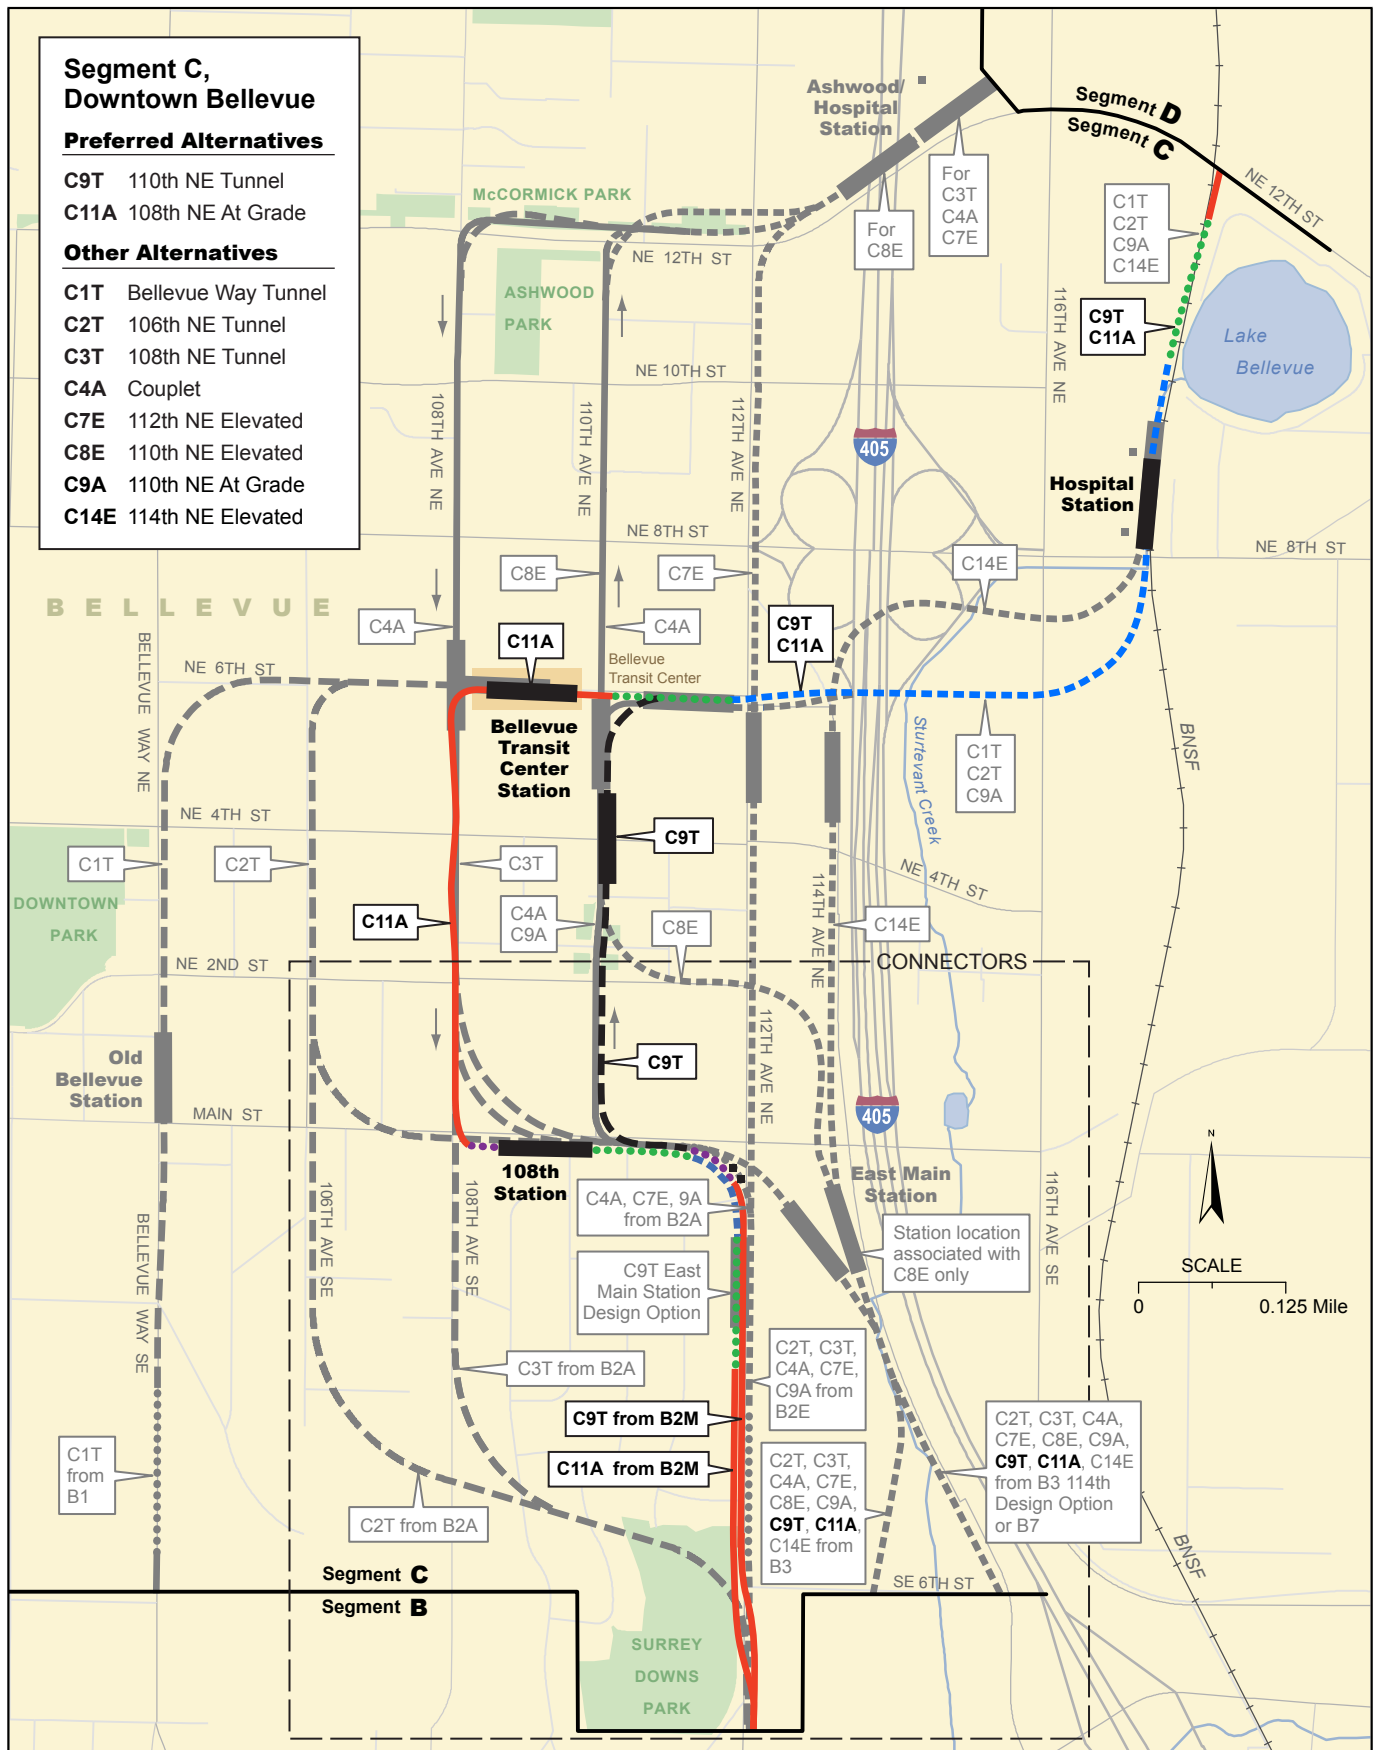 Segment C,
Downtown Bellevue
Preferred Alternatives
C9T 110th NE Tunnel
C11A 108th NE At Grade
Other Alternatives
C1T Bellevue Way Tunnel
C2T 106th NE Tunnel
C3T 108th NE Tunnel
C4A Couplet
C7E 112th NE Elevated
C8E 110th NE Elevated
C9A 110th NE At Grade
C14E 114th NE Elevated
Ashwood/
Hospital
Station
For
C3T
C4A
C7E
For
C8E
Segment D
Segment C
NE 12TH ST
C1T
C2T
C9A
C14E
C9T
C11A
Lake
Bellevue
McCORMICK PARK
NE 12TH ST
ASHWOOD
PARK
NE 10TH ST
108TH AVE NE
110TH AVE NE
112TH AVE NE
116TH AVE NE
405
Hospital
Station
NE 8TH ST
NE 8TH ST
C8E
C7E
C14E
BELLEVUE
C4A
C11A
C4A
C9T
C11A
Bellevue
Transit Center
NE 6TH ST
BELLEVUE WAY NE
Bellevue
Transit
Center
Station
Sturtevant Creek
C1T
C2T
C9A
BNSF
NE 4TH ST
C9T
C1T
C2T
C3T
NE 4TH ST
114TH AVE NE
DOWNTOWN
PARK
C11A
C4A
C9A
C8E
C14E
NE 2ND ST
CONNECTORS
112TH AVE NE
C9T
Old
Bellevue
Station
MAIN ST
405
108th
Station
East Main
Station
C4A, C7E, 9A
from B2A
Station location
associated with
C8E only
N
SCALE
0 0.125 Mile
106TH AVE SE
108TH AVE SE
116TH AVE SE
BELLEVUE WAY SE
C9T East
Main Station
Design Option
C2T, C3T,
C4A, C7E,
C9A from
B2E
C3T from B2A
C9T from B2M
C11A from B2M
C2T, C3T, C4A,
C7E, C8E, C9A,
C9T, C11A, C14E
from B3 114th
Design Option
or B7
C1T
from
B1
C2T, C3T,
C4A, C7E,
C8E, C9A,
C9T, C11A,
C14E from
B3
C2T from B2A
BNSF
Segment C
Segment B
SE 6TH ST
SURREY
DOWNS
PARK